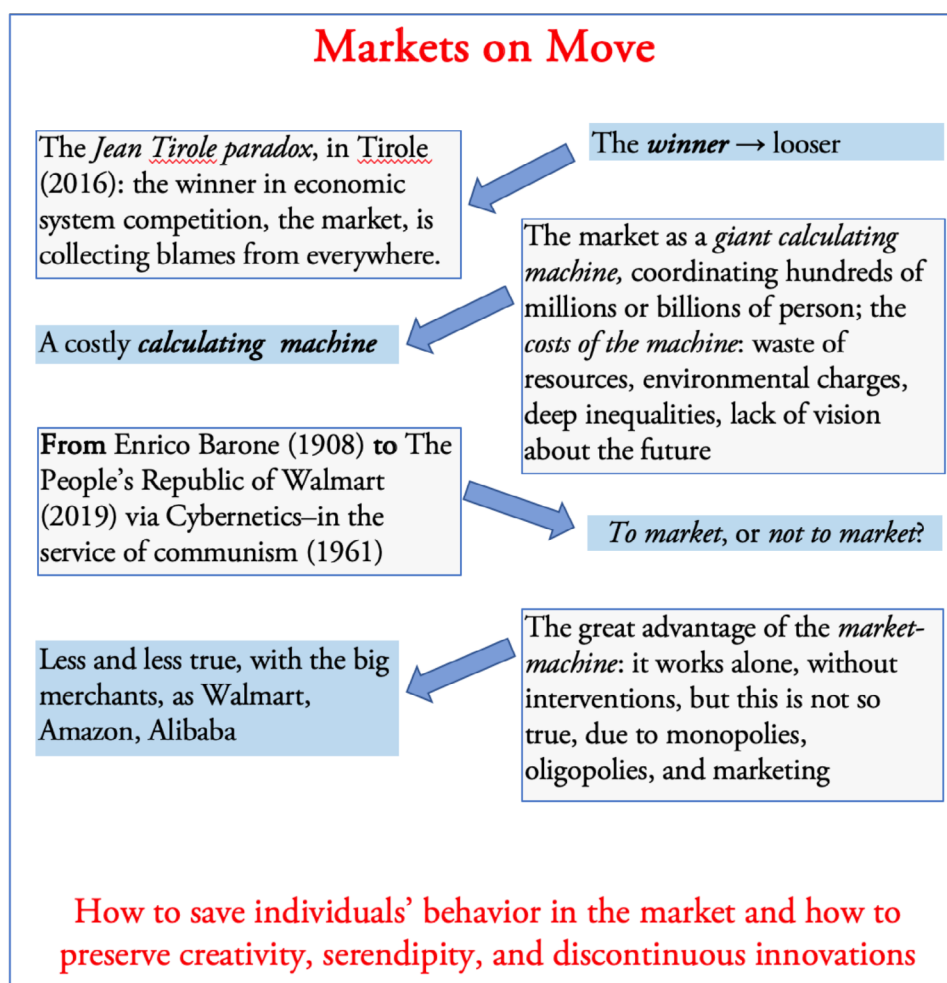 Markets on Move
The Jean Tirole paradox, in Tirole
(2016): the winner in economic
system competition, the market, is
collecting blames from everywhere.
The winner → looser
The market as a giant calculating
machine, coordinating hundreds of
millions or billions of person; the
costs of the machine: waste of
resources, environmental charges,
deep inequalities, lack of vision
about the future
A costly calculating machine
From Enrico Barone (1908) to The
People’s Republic of Walmart
(2019) via Cybernetics–in the
service of communism (1961)
To market, or not to market?
The great advantage of the market-
machine: it works alone, without
interventions, but this is not so
true, due to monopolies,
oligopolies, and marketing
Less and less true, with the big
merchants, as Walmart,
Amazon, Alibaba
How to save individuals’ behavior in the market and how to
preserve creativity, serendipity, and discontinuous innovations